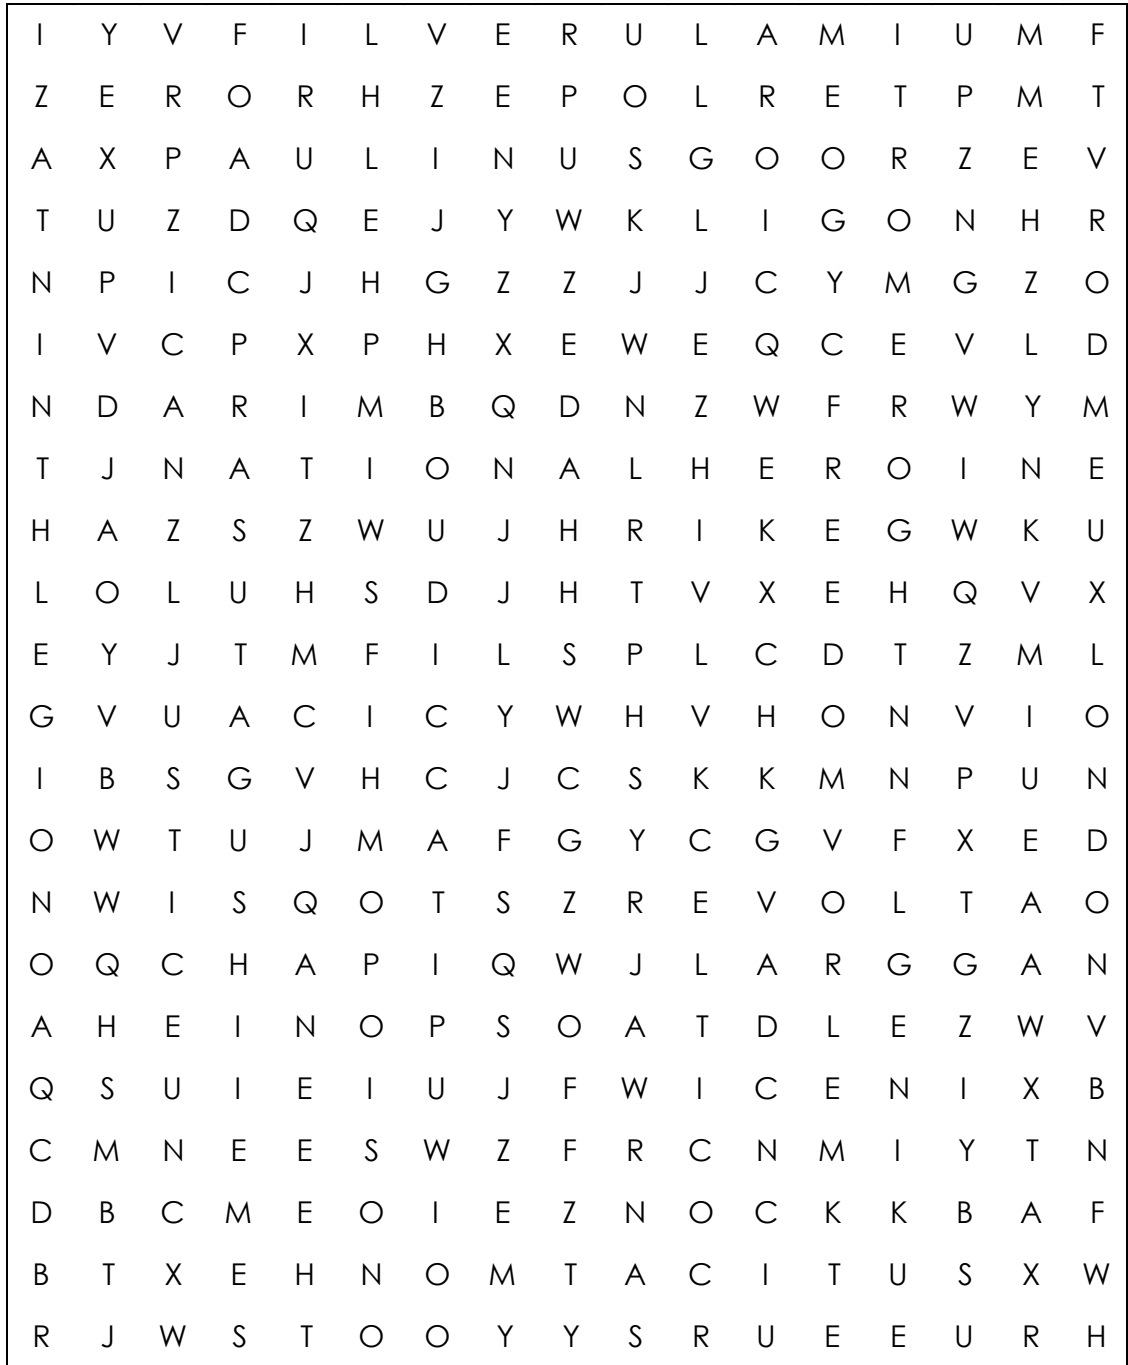 I Y V F I L V E R U L A M I U M F
Z E R O R H Z E P O L R E T P M T
A X P A U L I N U S G O O R Z E V
T U Z D Q E J Y W K L I G O N H R
N P I C J H G Z Z J J C Y M G Z O
I V C P X P H X E W E Q C E V L D
N D A R I M B Q D N Z W F R W Y M
T J N A T I O N A L H E R O I N E
H A Z S Z W U J H R I K E G W K U
L O L U H S D J H T V X E H Q V X
E Y J T M F I L S P L C D T Z M L
G V U A C I C Y W H V H O N V I O
I B S G V H C J C S K K M N P U N
O W T U J M A F G Y C G V F X E D
N W I S Q O T S Z R E V O L T A O
O Q C H A P I Q W J L A R G G A N
A H E I N O P S O A T D L E Z W V
Q S U I E I U J F W I C E N I X B
C M N E E S W Z F R C N M I Y T N
D B C M E O I E Z N O C K K B A F
B T X E H N O M T A C I T U S X W
R J W S T O O Y Y S R U E E U R H